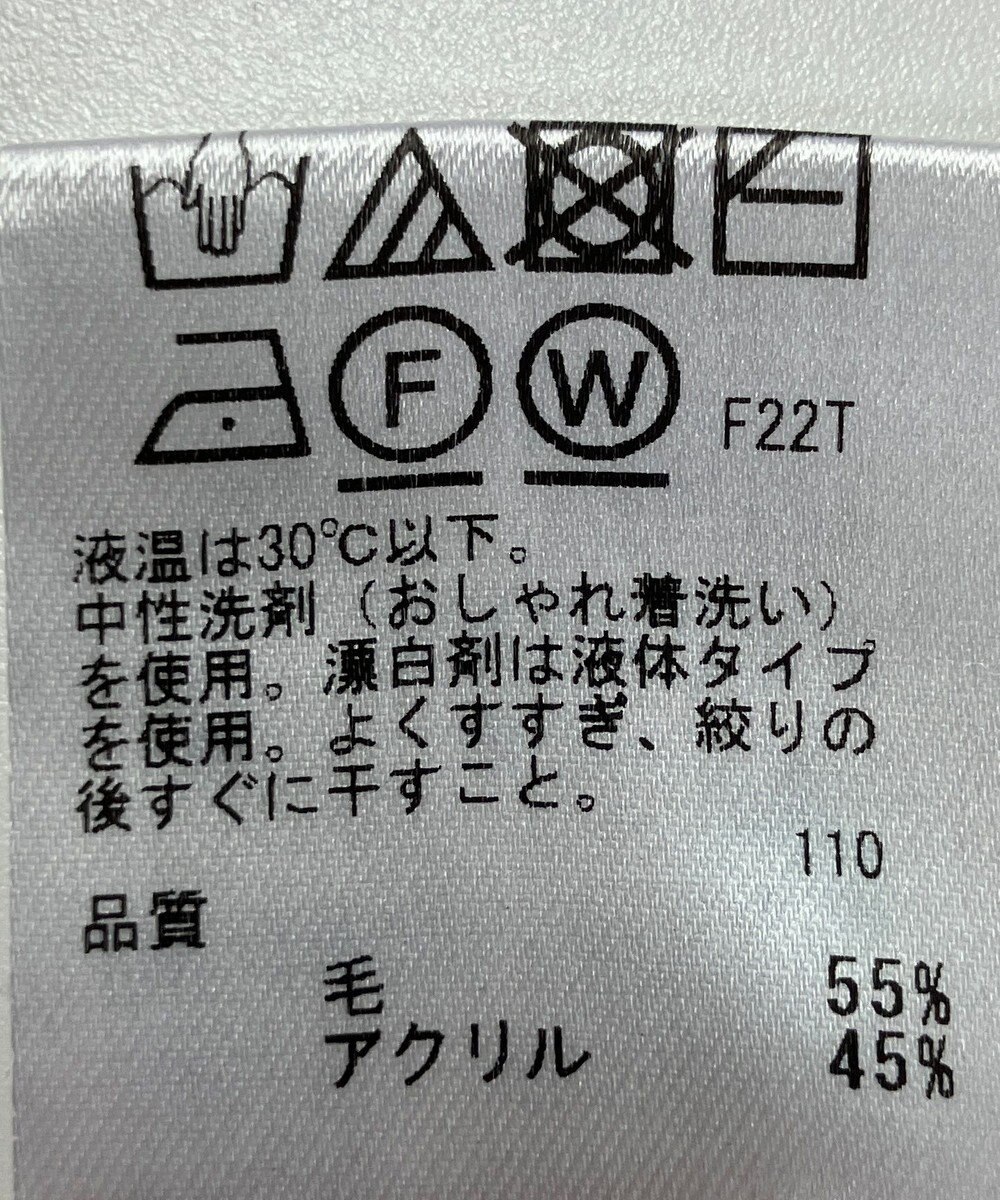 F
W
F22T
液温は30℃以下。
中性洗剤（おしゃれ着洗い）
を使用。漂白剤は液体タイプ
を使用。よくすすぎ、絞りの
後すぐに干すこと。
110
品質
毛 55%
アクリル 45%